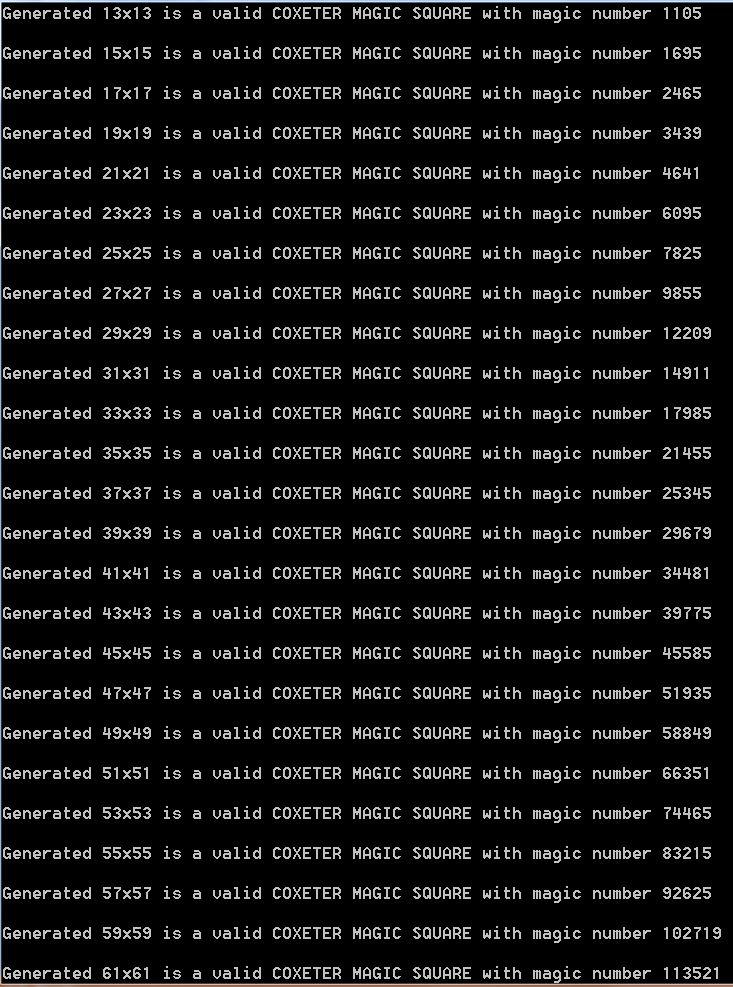 Generated 13x13 is a valid COXETER MAGIC SQUARE with magic number 1105
Generated 15x15 is a valid COXETER MAGIC SQUARE with magic number 1695
Generated 17x17 is a valid COXETER MAGIC SQUARE with magic number 2465
Generated 19x19 is a valid COXETER MAGIC SQUARE with magic number 3439
Generated 21x21 is a valid COXETER MAGIC SQUARE with magic number 4641
Generated 23x23 is a valid COXETER MAGIC SQUARE with magic number 6095
Generated 25x25 is a valid COXETER MAGIC SQUARE with magic number 7825
Generated 27x27 is a valid COXETER MAGIC SQUARE with magic number 9855
Generated 29x29 is a valid COXETER MAGIC SQUARE with magic number 12209
Generated 31x31 is a valid COXETER MAGIC SQUARE with magic number 14911
Generated 33x33 is a valid COXETER MAGIC SQUARE with magic number 17985
Generated 35x35 is a valid COXETER MAGIC SQUARE with magic number 21455
Generated 37x37 is a valid COXETER MAGIC SQUARE with magic number 25345
Generated 39x39 is a valid COXETER MAGIC SQUARE with magic number 29679
Generated 41x41 is a valid COXETER MAGIC SQUARE with magic number 34481
Generated 43x43 is a valid COXETER MAGIC SQUARE with magic number 39775
Generated 45x45 is a valid COXETER MAGIC SQUARE with magic number 45585
Generated 47x47 is a valid COXETER MAGIC SQUARE with magic number 51935
Generated 49x49 is a valid COXETER MAGIC SQUARE with magic number 58849
Generated 51x51 is a valid COXETER MAGIC SQUARE with magic number 66351
Generated 53x53 is a valid COXETER MAGIC SQUARE with magic number 74465
Generated 55x55 is a valid COXETER MAGIC SQUARE with magic number 83215
Generated 57x57 is a valid COXETER MAGIC SQUARE with magic number 92625
Generated 59x59 is a valid COXETER MAGIC SQUARE with magic number 102719
Generated 61x61 is a valid COXETER MAGIC SQUARE with magic number 113521